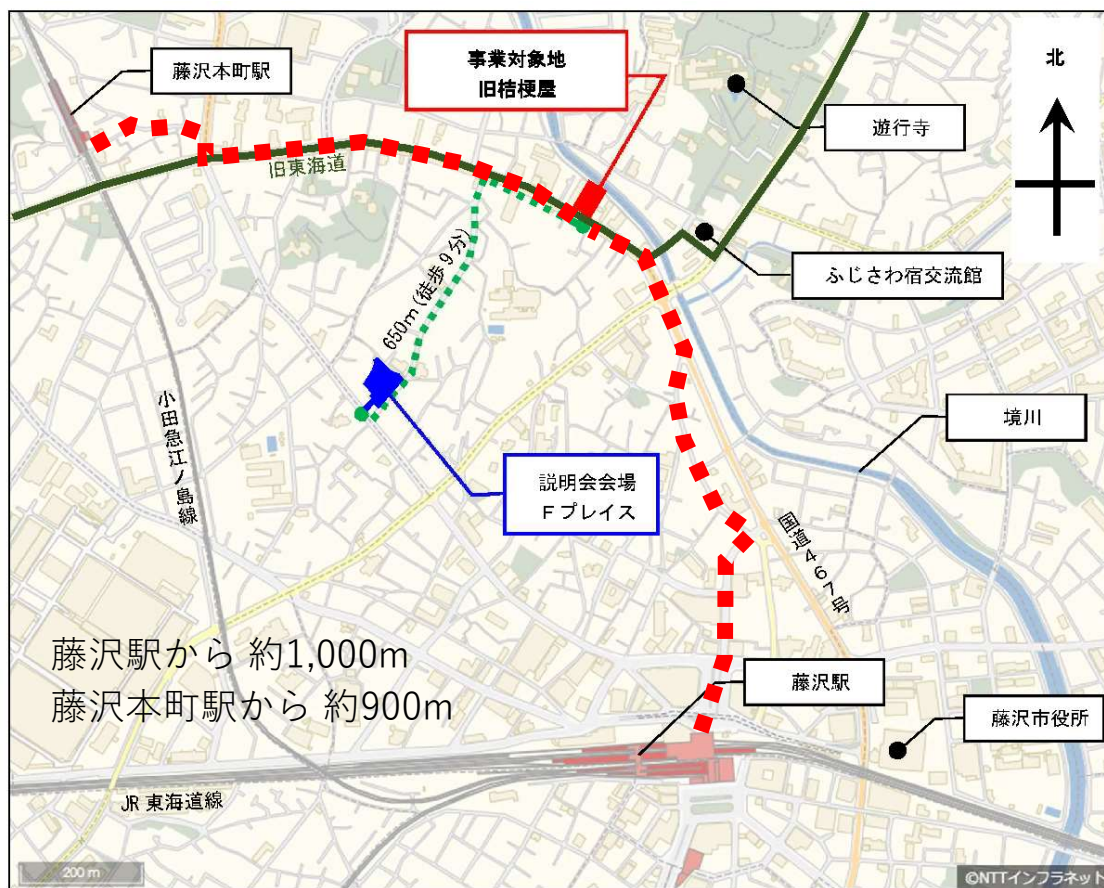 藤沢本町駅
事業対象地
旧桔梗屋
北
遊行寺
旧東海道
ふじさわ宿交流館
650m(徒歩9分)
境川
小田急江ノ島線
説明会会場
Fプレイス
国道467号
藤沢駅から 約1,000m
藤沢本町駅から 約900m
藤沢駅
藤沢市役所
JR東海道線
200 m
©NTTインフラネット